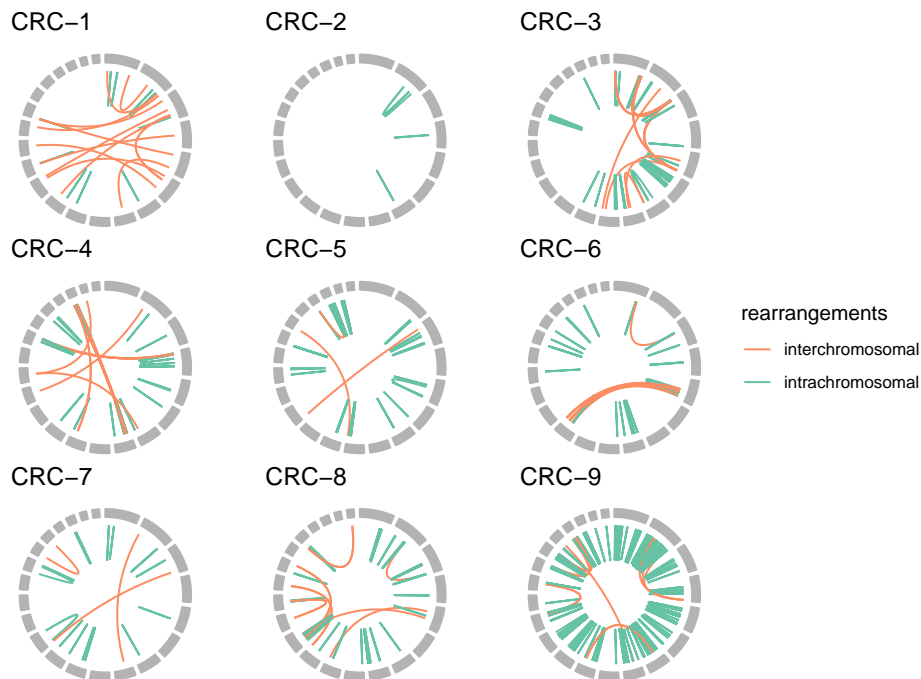 CRC−1
CRC−2
CRC−3
CRC−4
CRC−5
CRC−6
rearrangements
interchromosomal
intrachromosomal
CRC−7
CRC−8
CRC−9